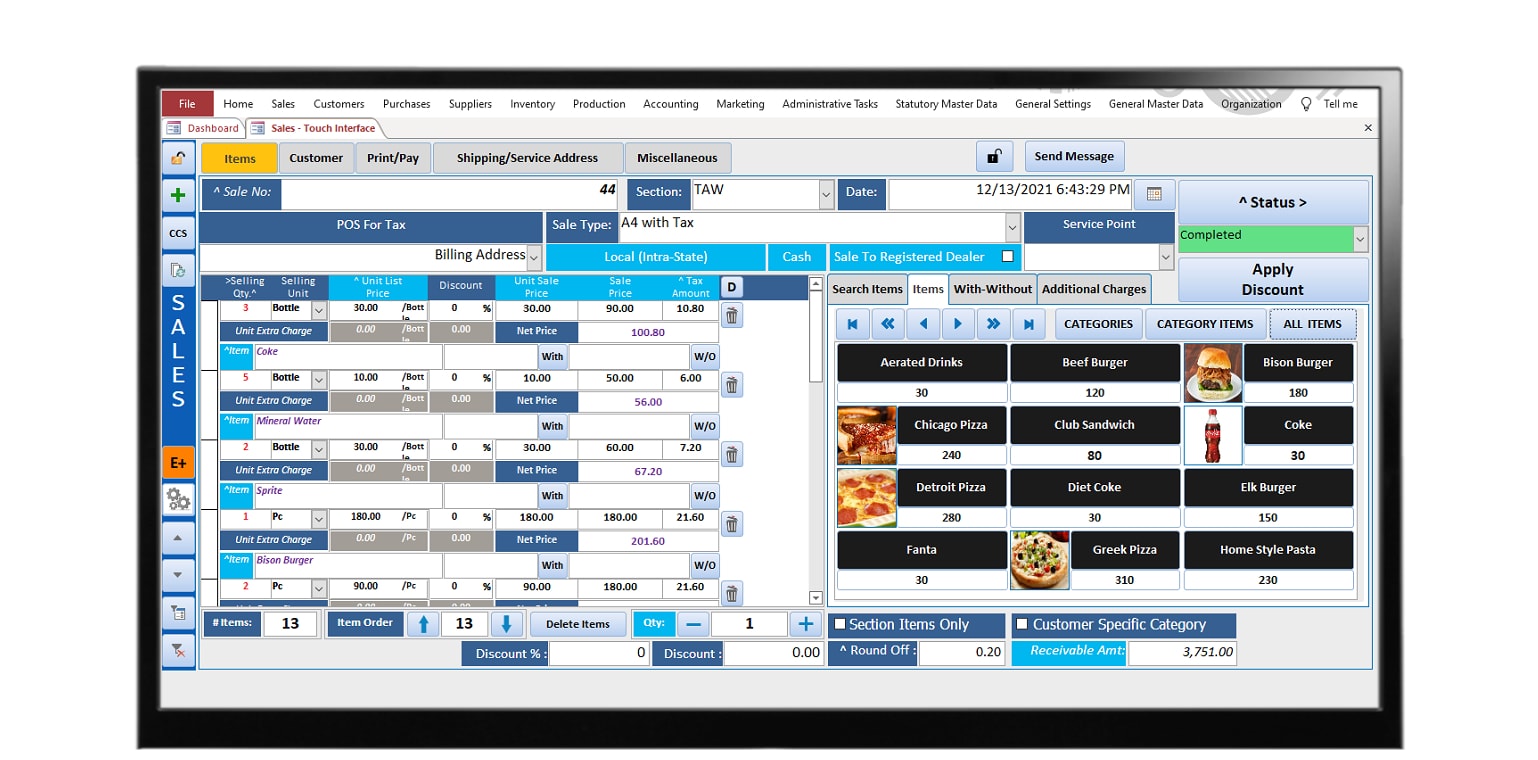 File Home Sales Customers Purchases Suppliers Inventory Production Accounting Marketing Administrative Tasks Statutory Master Data General Settings General Master Data Organization Tell me
Dashboard Sales - Touch Interface
Items Customer Print/Pay Shipping/Service Address Miscellaneous Send Message
^ Sale No: 44 Section: TAW Date: 12/13/2021 6:43:29 PM ^ Status >
POS For Tax Sale Type: A4 with Tax Service Point
Completed
Billing Address Local (Intra-State) Cash Sale To Registered Dealer
Apply
Discount
CCS
SALES
E+
>Selling Selling ^ Unit List Discount Unit Sale Sale ^ Tax D
Qty.^ Unit Price Price Price Amount
3 Bottle 30.00 /Bott
le 0 % 30.00 90.00 10.80
Unit Extra Charge 0.00 /Bott 0.00 Net Price 100.80
^Item Coke With W/O
5 Bottle 10.00 /Bott
le 0 % 10.00 50.00 6.00
Unit Extra Charge 0.00 /Bott 0.00 Net Price 56.00
^Item Mineral Water With W/O
2 Bottle 30.00 /Bott
le 0 % 30.00 60.00 7.20
Unit Extra Charge 0.00 /Bott 0.00 Net Price 67.20
^Item Sprite With W/O
1 Pc 180.00 /Pc 0 % 180.00 180.00 21.60
Unit Extra Charge 0.00 /Pc 0.00 Net Price 201.60
^Item Bison Burger With W/O
2 Pc 90.00 /Pc 0 % 90.00 180.00 21.60
Search Items Items With-Without Additional Charges
CATEGORIES CATEGORY ITEMS ALL ITEMS
Aerated Drinks Beef Burger Bison Burger
30 120 180
Chicago Pizza Club Sandwich Coke
240 80 30
Detroit Pizza Diet Coke Elk Burger
280 30 150
Fanta Greek Pizza Home Style Pasta
30 310 230
# Items: 13 Item Order 13 Delete Items Qty: 1 Section Items Only Customer Specific Category
Discount % : 0 Discount : 0.00 ^ Round Off : 0.20 Receivable Amt: 3,751.00